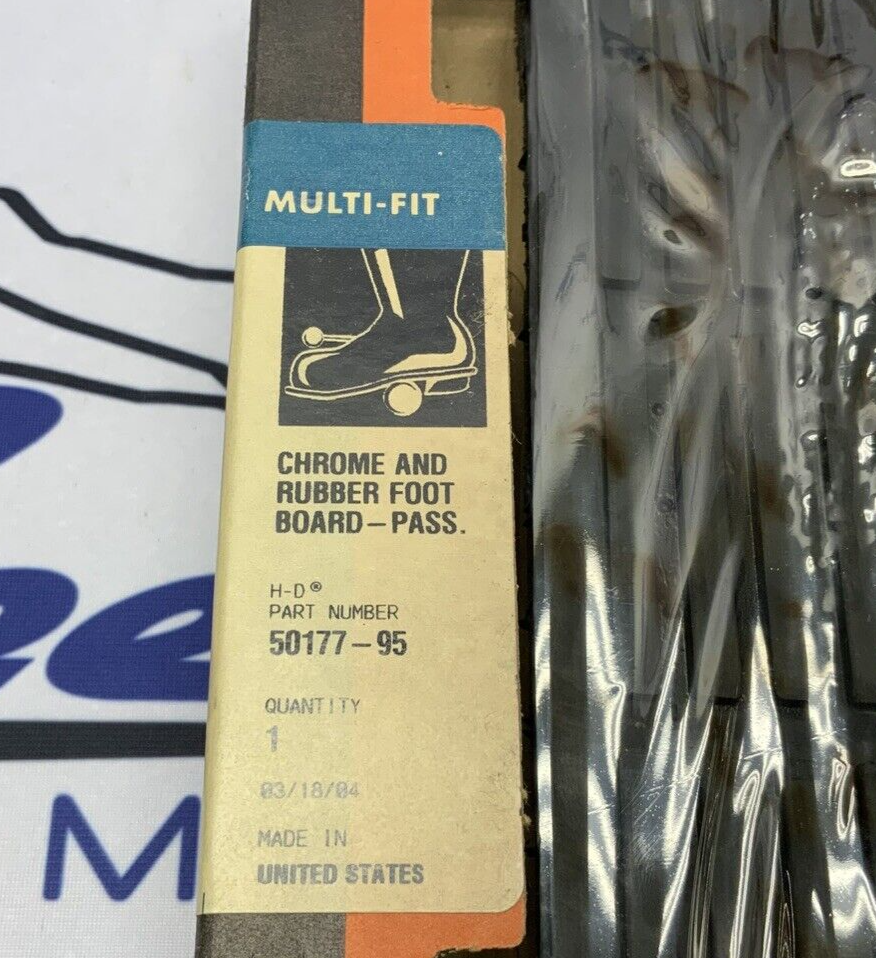 MULTI-FIT
CHROME AND
RUBBER FOOT
BOARD-PASS.
H-D®
PART NUMBER
50177-95
QUANTITY
1
03/18/04
MADE IN
UNITED STATES
M